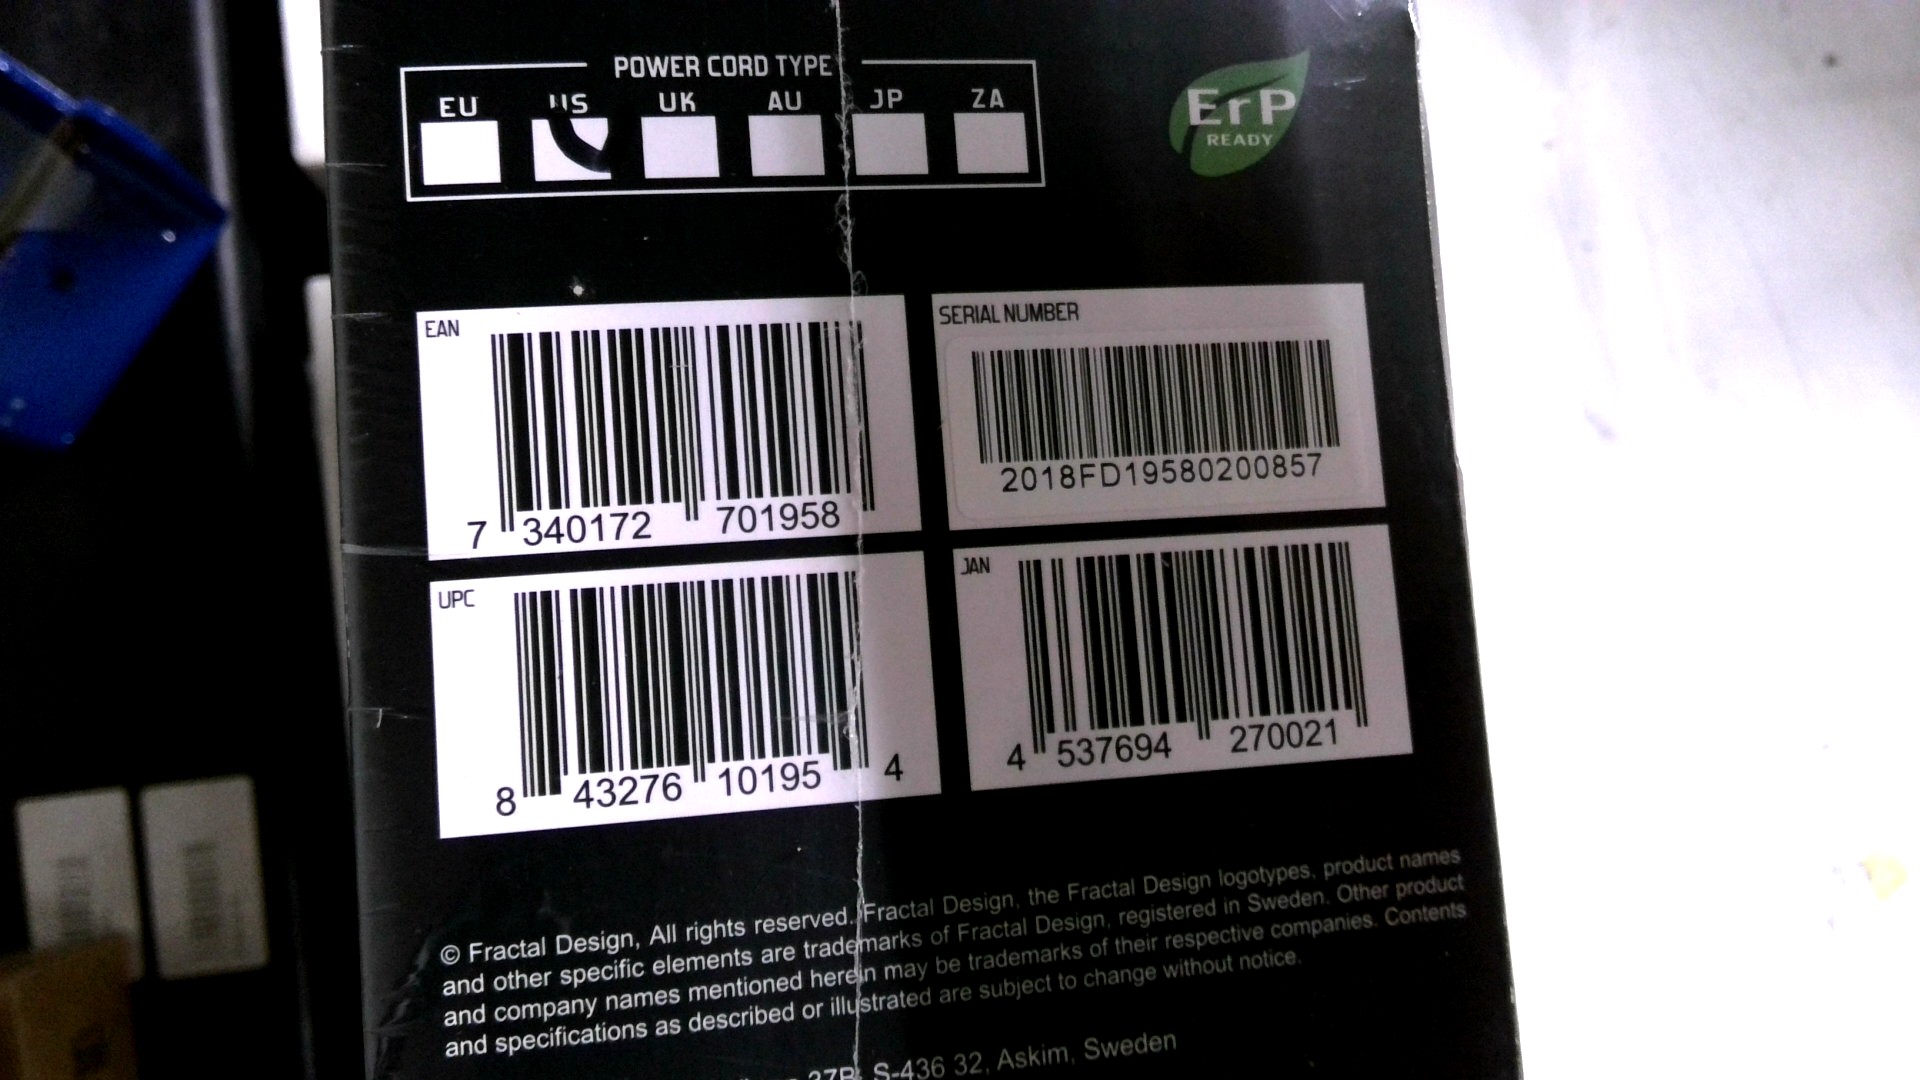 POWER CORD TYPE
EU US UK AU JP ZA
ErP
READY
EAN
7 340172 701958
SERIAL NUMBER
2018FD19580200857
UPC
8 43276 10195 4
JAN
4 537694 270021
© Fractal Design, All rights reserved. Fractal Design, the Fractal Design logotypes, product names
and other specific elements are trademarks of Fractal Design, registered in Sweden. Other product
and company names mentioned herein may be trademarks of their respective companies. Contents
and specifications as described or illustrated are subject to change without notice.
37B, S-436 32, Askim, Sweden